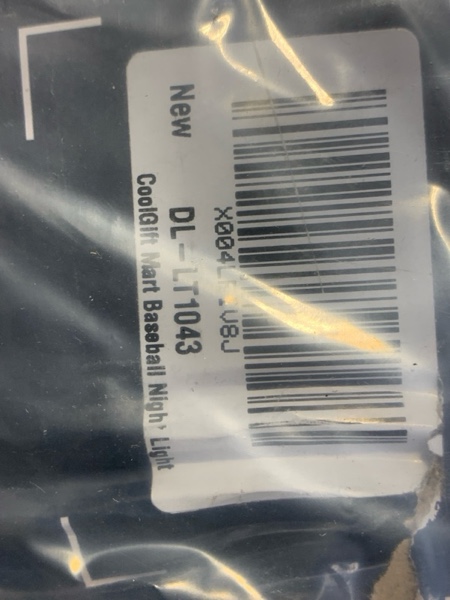 New DL-LT1043
CoolGift Mart Baseball Night Light